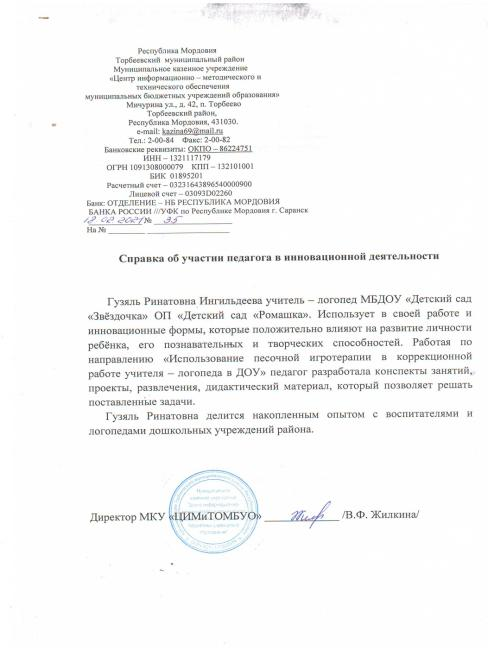 Республика Мордовия
Торбеевский муниципальный район
Муниципальное казенное учреждение
«Центр информационно – методического и
технического обеспечения
муниципальных бюджетных учреждений образования»
Мичурина ул., д. 42, п. Торбеево
Торбеевский район,
Республика Мордовия, 431030.
e-mail: kazina69@mail.ru
Тел.: 2-00-84 Факс: 2-00-82
Банковские реквизиты: ОКПО – 86224751
ИНН – 1321117179
ОГРН 1091308000079 КПП – 132101001
БИК 01895201
Расчетный счет – 03231643896540000900
Лицевой счет – 03093D02260
Банк: ОТДЕЛЕНИЕ – НБ РЕСПУБЛИКА МОРДОВИЯ
БАНКА РОССИИ ///УФК по Республике Мордовия г. Саранск
12.02.2021 № 35
На № ________ ____________
Справка об участии педагога в инновационной деятельности
Гузяль Ринатовна Ингильдеева учитель – логопед МБДОУ «Детский сад
«Звёздочка» ОП «Детский сад «Ромашка». Использует в своей работе и
инновационные формы, которые положительно влияют на развитие личности
ребёнка, его познавательных и творческих способностей. Работая по
направлению «Использование песочной игротерапии в коррекционной
работе учителя – логопеда в ДОУ» педагог разработала конспекты занятий,
проекты, развлечения, дидактический материал, который позволяет решать
поставленные задачи.
Гузяль Ринатовна делится накопленным опытом с воспитателями и
логопедами дошкольных учреждений района.
Директор МКУ «ЦИМиТОМБУО» ____________ /В.Ф. Жилкина/